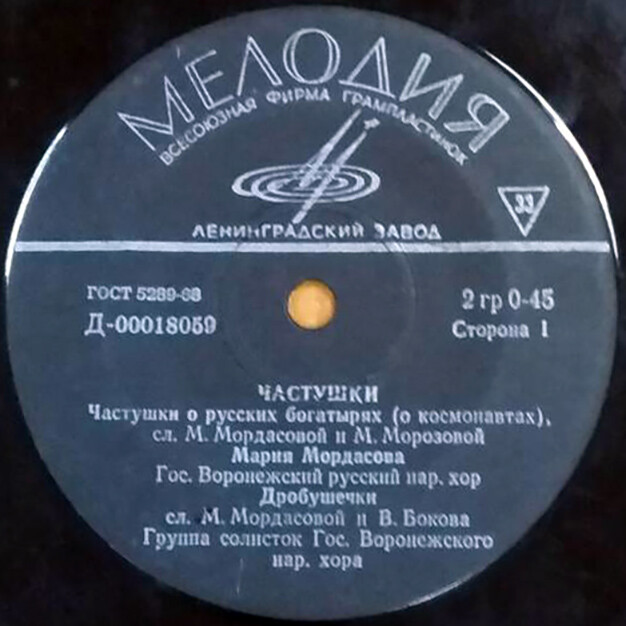 МЕЛОДИЯ
ВСЕСОЮЗНАЯ ФИРМА ГРАМПЛАСТИНОК
33
ЛЕНИНГРАДСКИЙ ЗАВОД
ГОСТ 5289-68
2 гр 0-45
Д-00018059
Сторона 1
ЧАСТУШКИ
Частушки о русских богатырях (о космонавтах),
сл. М. Мордасовой и М. Морозовой
Мария Мордасова
Гос. Воронежский русский нар. хор
Дробушечки
сл. М. Мордасовой и В. Бокова
Группа солисток Гос. Воронежского
нар. хора